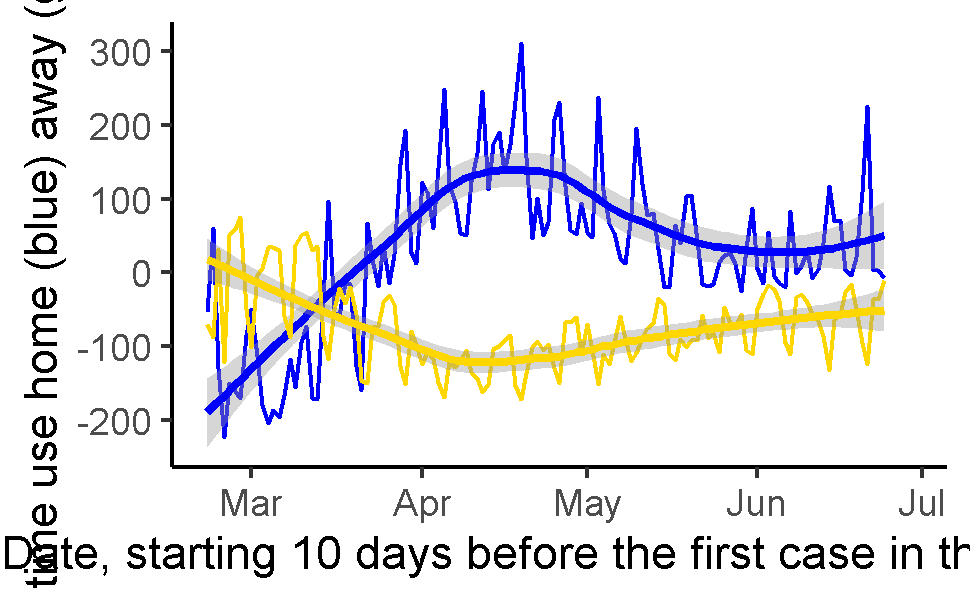 time use home (blue) away (
300
200
100
0
-100
-200
Mar Apr May Jun Jul
Date, starting 10 days before the first case in th